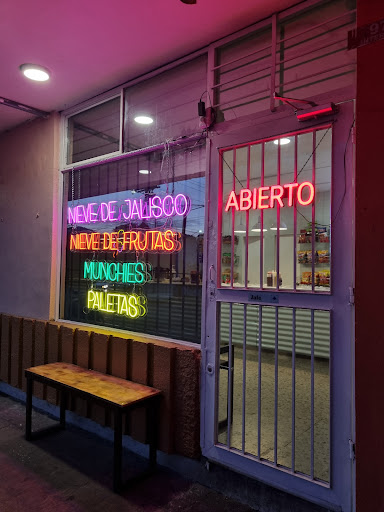 NIEVE DE JALISCO
NIEVE DE FRUTAS
MUNCHIES
PALETAS
ABIERTO